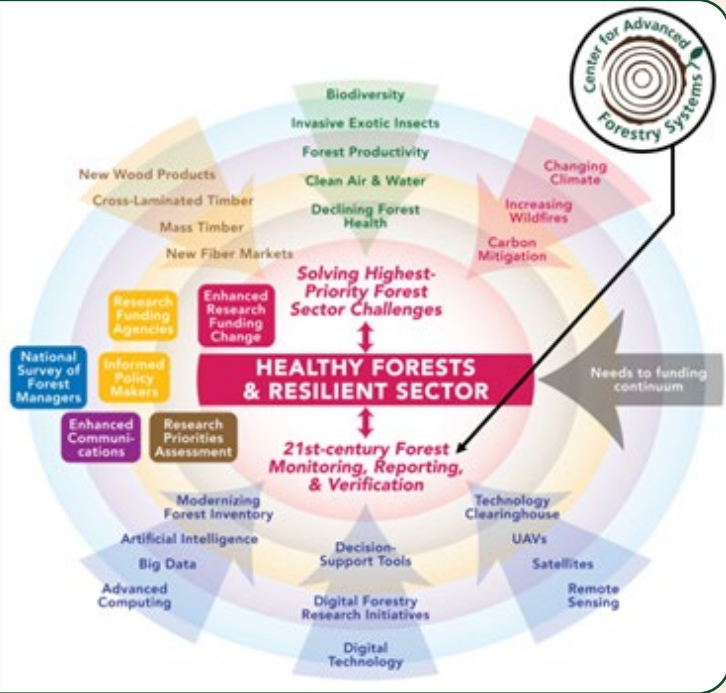 Center for Advanced
Forestry Systems
Biodiversity
Invasive Exotic Insects
Forest Productivity
Clean Air & Water
Declining Forest
Health
New Wood Products
Cross-Laminated Timber
Mass Timber
New Fiber Markets
Changing
Climate
Increasing
Wildfires
Carbon
Mitigation
Solving Highest-
Priority Forest
Sector Challenges
Research
Funding
Agencies
Enhanced
Research
Funding
Change
National
Survey of
Forest
Managers
Informed
Policy
Makers
HEALTHY FORESTS
& RESILIENT SECTOR
Needs to funding
continuum
Enhanced
Communi-
cations
Research
Priorities
Assessment
21st-century Forest
Monitoring, Reporting,
& Verification
Modernizing
Forest Inventory
Artificial Intelligence
Big Data
Advanced
Computing
Decision-
Support Tools
Digital Forestry
Research Initiatives
Digital
Technology
Technology
Clearinghouse
UAVs
Satellites
Remote
Sensing